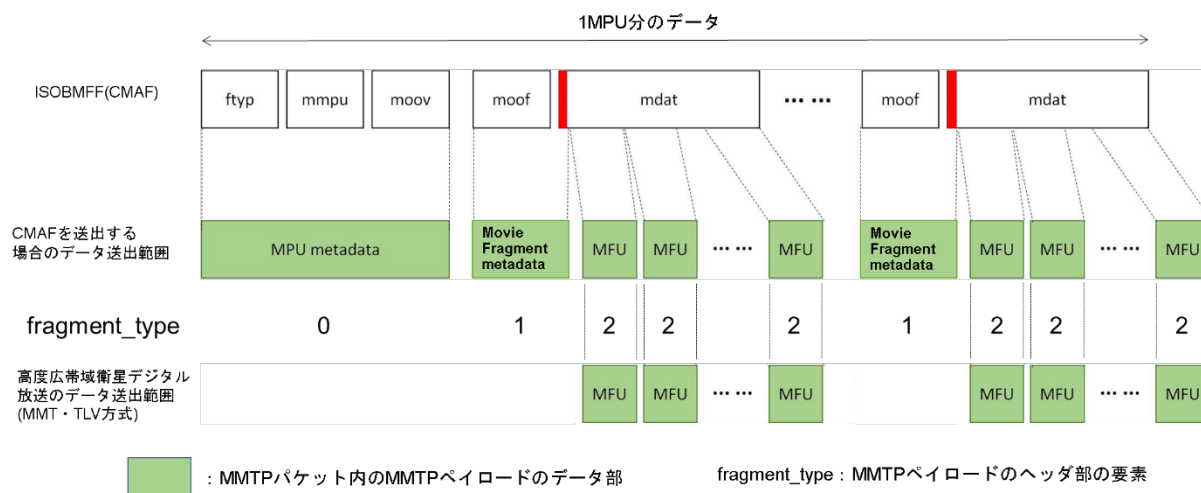 1MPU分のデータ
ISOBMFF(CMAF)
ftyp
mmpu
moov
moof
mdat
... ...
moof
mdat
CMAFを送出する
場合のデータ送出範囲
MPU metadata
Movie
Fragment
metadata
MFU
MFU
... ...
MFU
Movie
Fragment
metadata
MFU
MFU
... ...
MFU
fragment_type
0
1
2
2
2
1
2
2
2
高度広帯域衛星デジタル
放送のデータ送出範囲
(MMT・TLV方式)
MFU
MFU
... ...
MFU
MFU
MFU
... ...
MFU
：MMTPパケット内のMMTPペイロードのデータ部
fragment_type：MMTPペイロードのヘッダ部の要素